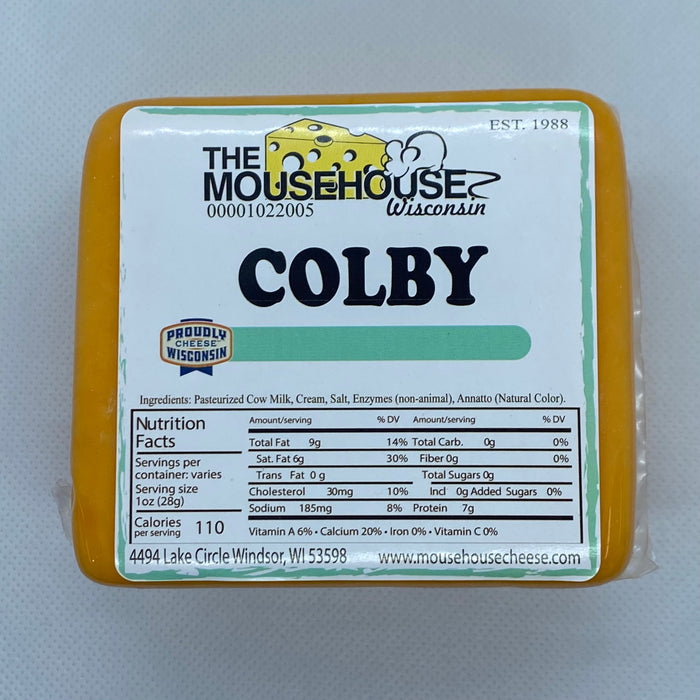 EST. 1988
THE
MOUSEHOUSE
00001022005 Wisconsin
COLBY
PROUDLY
CHEESE
WISCONSIN
Ingredients: Pasteurized Cow Milk, Cream, Salt, Enzymes (non-animal), Annatto (Natural Color).
Nutrition
Facts
Servings per
container: varies
Serving size
1oz (28g)
Calories
per serving 110
Amount/serving % DV Amount/serving % DV
Total Fat 9g 14% Total Carb. 0g 0%
Sat. Fat 6g 30% Fiber 0g 0%
Trans Fat 0 g Total Sugars 0g
Cholesterol 30mg 10% Incl 0g Added Sugars 0%
Sodium 185mg 8% Protein 7g
Vitamin A 6% • Calcium 20% • Iron 0% • Vitamin C 0%
4494 Lake Circle Windsor, WI 53598 www.mousehousecheese.com